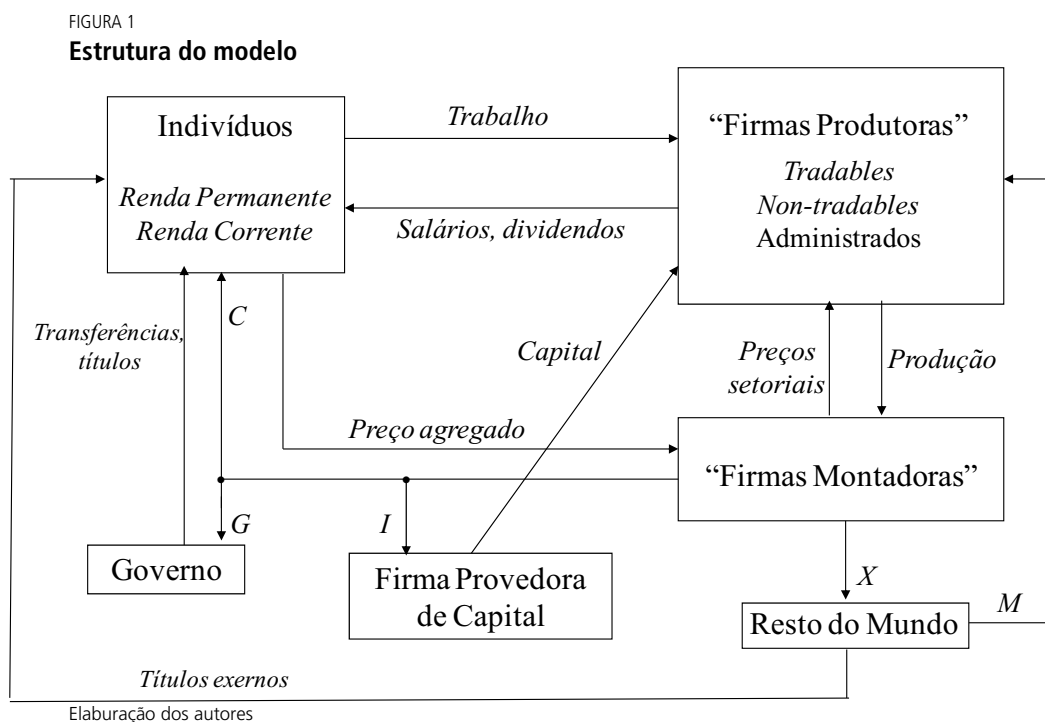 FIGURA 1
Estrutura do modelo
Indivíduos
Renda Permanente
Renda Corrente
Trabalho
Salários, dividendos
“Firmas Produtoras”
Tradables
Non-tradables
Administrados
Transferências,
títulos
C
Capital
Preços
setoriais
Produção
Preço agregado
“Firmas Montadoras”
G
I
Governo
Firma Provedora
de Capital
X
M
Resto do Mundo
Títulos exernos
Elaboração dos autores